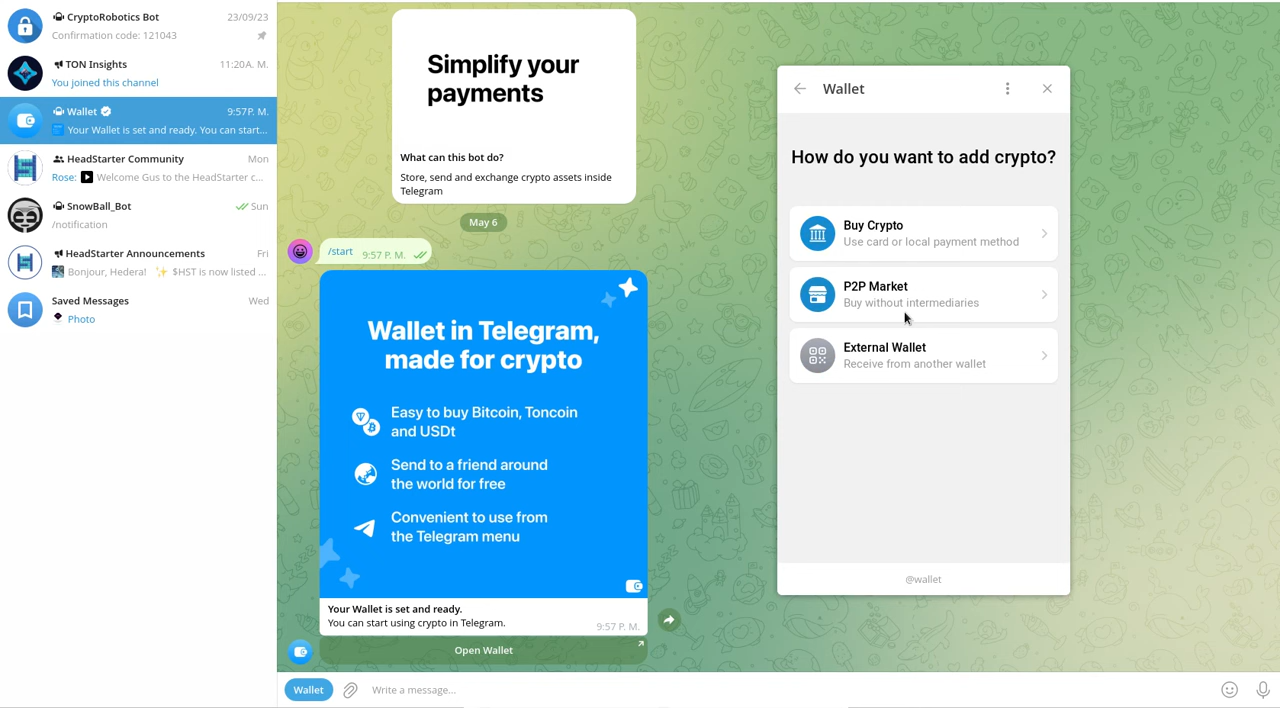 CryptoRobotics Bot
23/09/23
Confirmation code: 121043
TON Insights
11:20 A. M.
You joined this channel
Wallet
9:57 P. M.
Your Wallet is set and ready. You can start...
HeadStarter Community
Mon
Rose: Welcome Gus to the HeadStarter c...
SnowBall_Bot
Sun
/notification
HeadStarter Announcements
Fri
Bonjour, Hedera! ✨ $HST is now listed ...
Saved Messages
Wed
Photo
Simplify your
payments
What can this bot do?
Store, send and exchange crypto assets inside
Telegram
May 6
/start
9:57 P. M.
Wallet in Telegram,
made for crypto
Easy to buy Bitcoin, Toncoin
and USDt
Send to a friend around
the world for free
Convenient to use from
the Telegram menu
Your Wallet is set and ready.
You can start using crypto in Telegram.
9:57 P. M.
Open Wallet
Wallet
Write a message...
Wallet
How do you want to add crypto?
Buy Crypto
Use card or local payment method
P2P Market
Buy without intermediaries
External Wallet
Receive from another wallet
@wallet